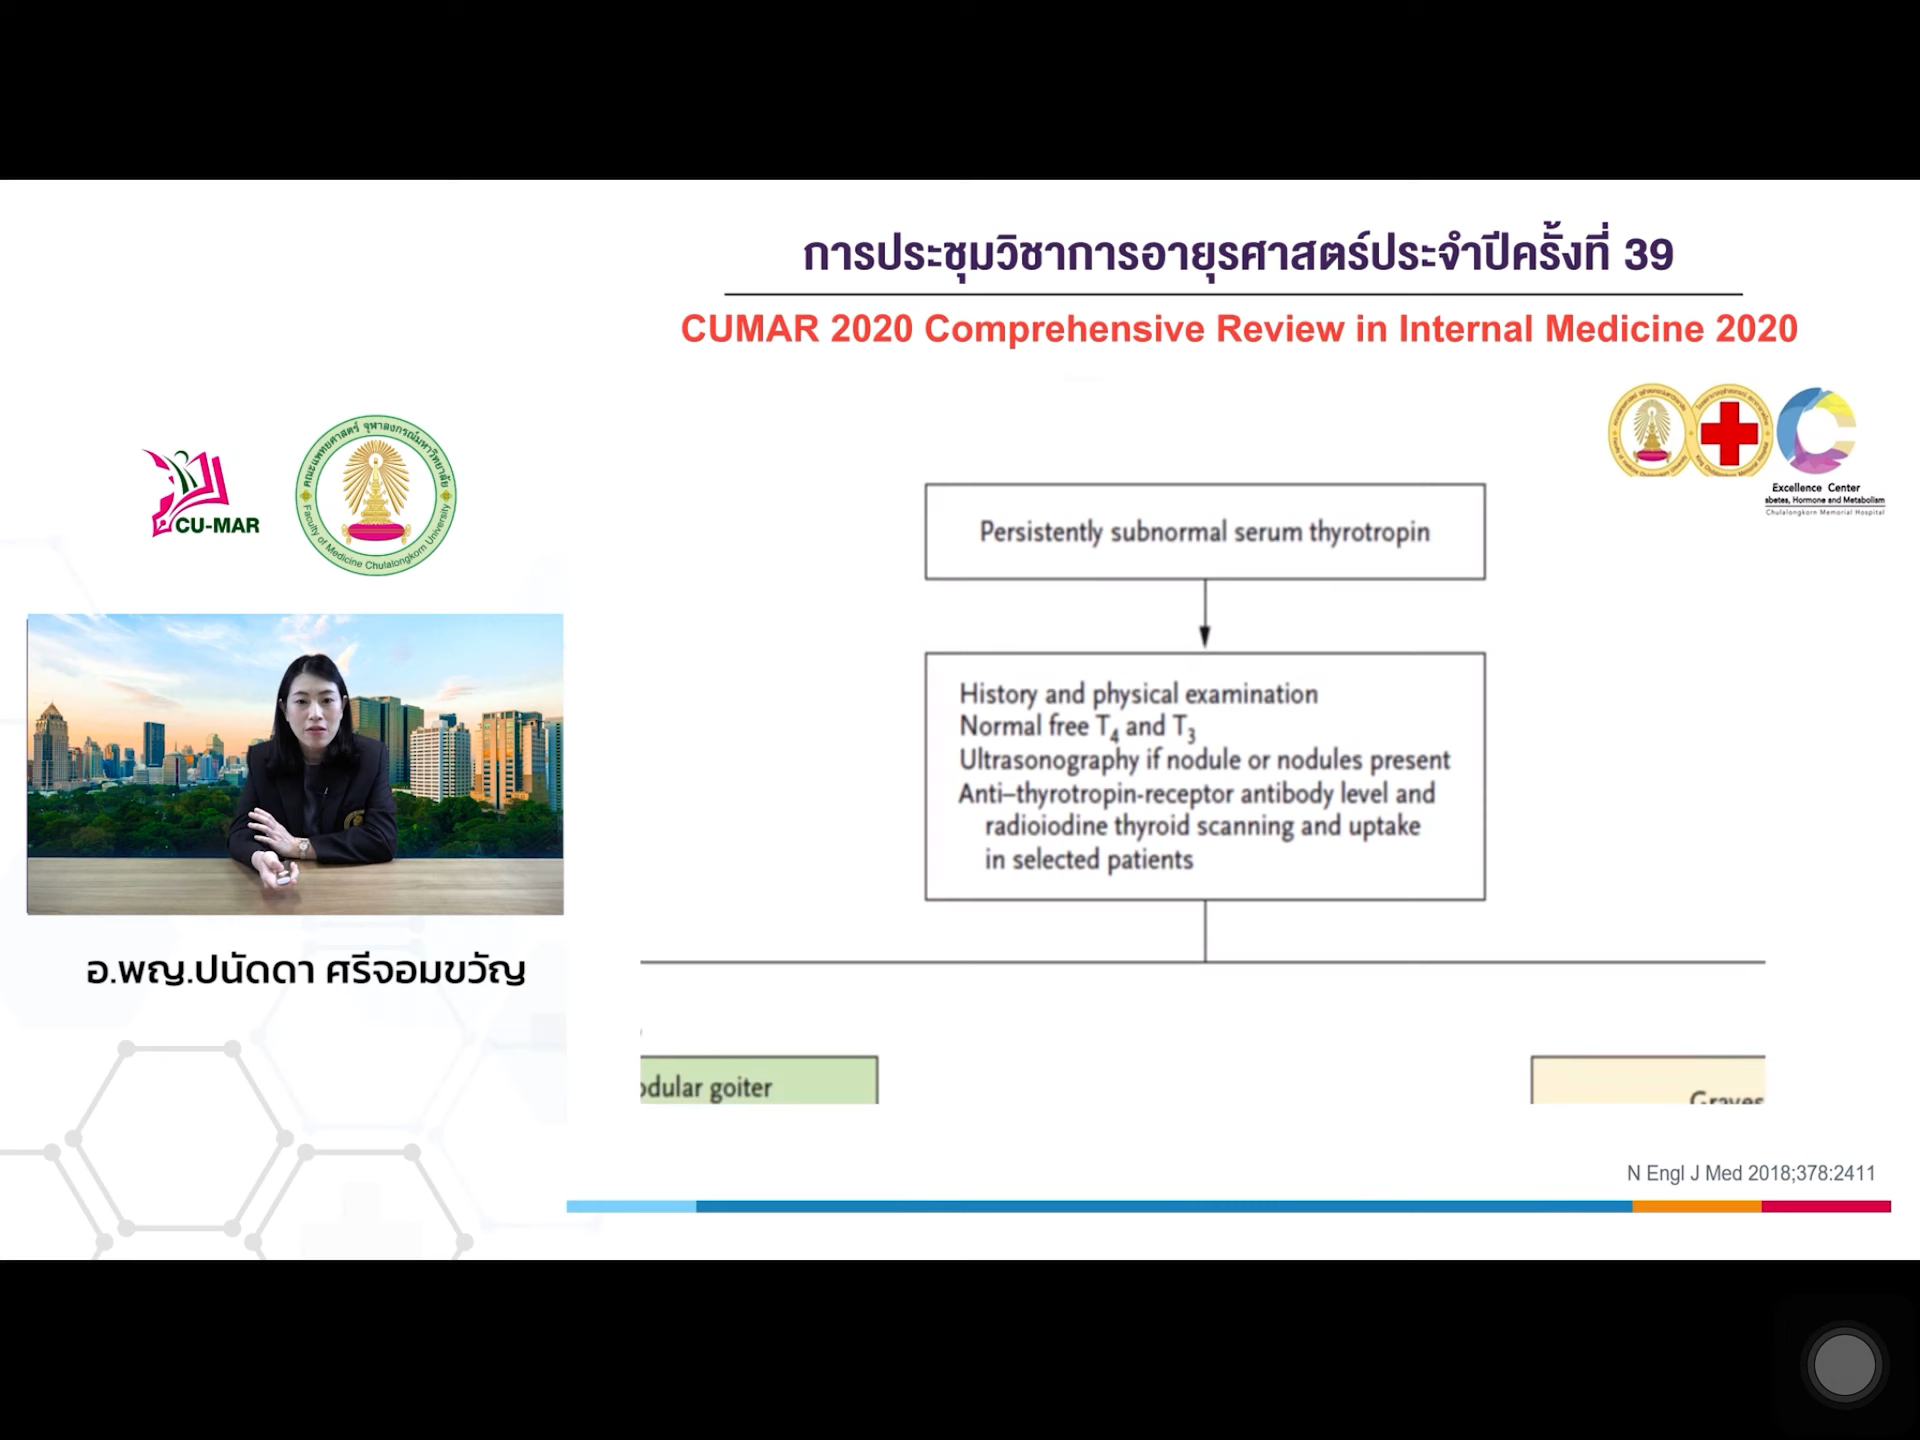 การประชุมวิชาการอายุรศาสตร์ประจำปีครั้งที่ 39
CUMAR 2020 Comprehensive Review in Internal Medicine 2020
CU-MAR
คณะแพทยศาสตร์ จุฬาลงกรณ์มหาวิทยาลัย
Faculty of Medicine Chulalongkorn University
Excellence Center
abetes, Hormone and Metabolism
Chulalongkorn Memorial Hospital
Persistently subnormal serum thyrotropin
History and physical examination
Normal free T4 and T3
Ultrasonography if nodule or nodules present
Anti–thyrotropin-receptor antibody level and
radioiodine thyroid scanning and uptake
in selected patients
อ.พญ.ปนัดดา ศรีจอมขวัญ
odular goiter
Graves
N Engl J Med 2018;378:2411